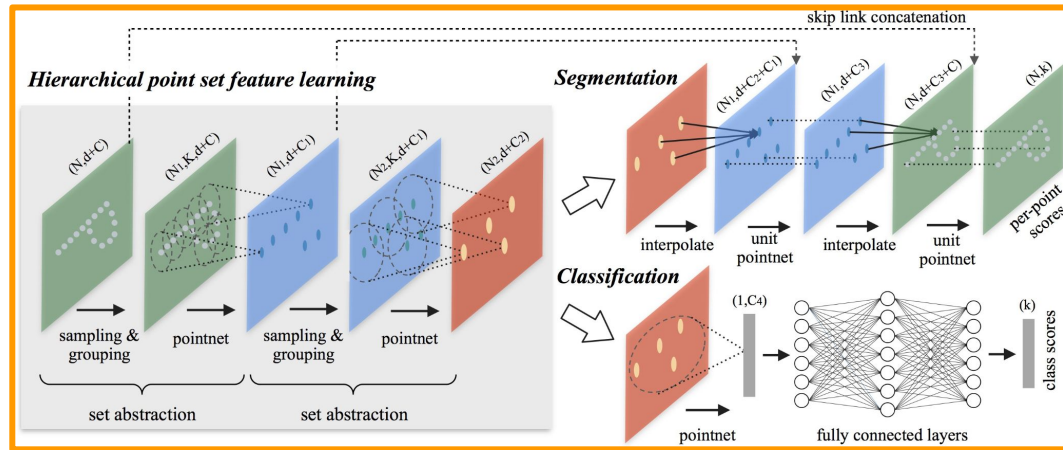 skip link concatenation
Hierarchical point set feature learning
(N,d+C)
(N1,K,d+C)
(N1,d+C1)
(N2,K,d+C1)
(N2,d+C2)
sampling &
grouping
pointnet
sampling &
grouping
pointnet
set abstraction
set abstraction
Segmentation
(N1,d+C2+C1)
(N1,d+C3)
(N,d+C3+C)
(N,k)
per-point
scores
interpolate
unit
pointnet
interpolate
unit
pointnet
Classification
(1,C4)
(k)
class scores
pointnet
fully connected layers